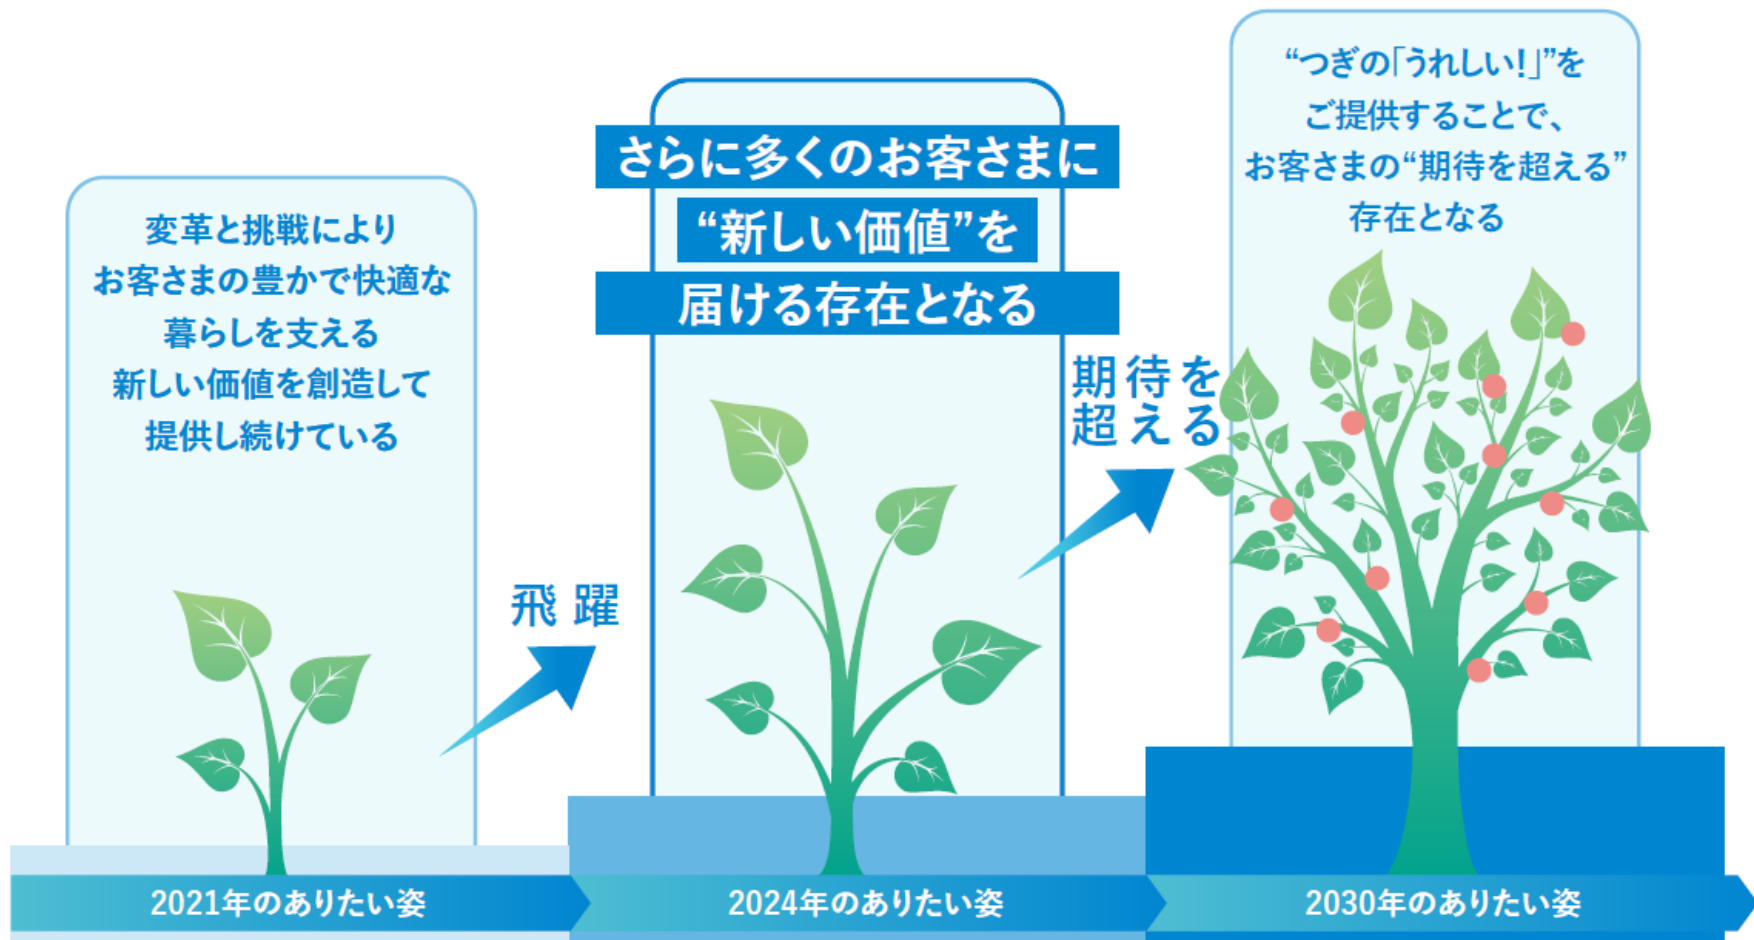 変革と挑戦により
お客さまの豊かで快適な
暮らしを支える
新しい価値を創造して
提供し続けている
飛躍
さらに多くのお客さまに
“新しい価値”を
届ける存在となる
期待を
超える
“つぎの「うれしい!」”を
ご提供することで、
お客さまの“期待を超える”
存在となる
2021年のありたい姿
2024年のありたい姿
2030年のありたい姿